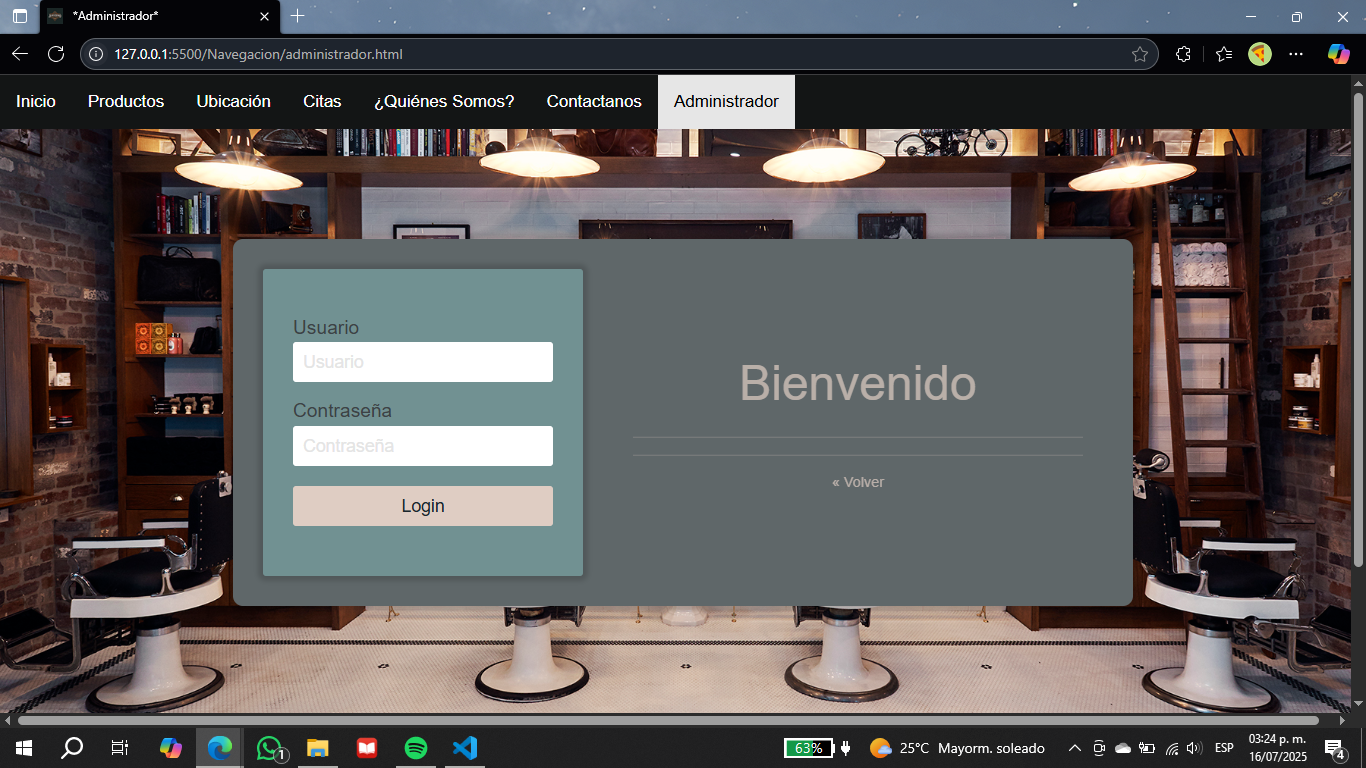 *Administrador*
127.0.0.1:5500/Navegacion/administrador.html
Inicio Productos Ubicación Citas ¿Quiénes Somos? Contactanos Administrador
Usuario
Usuario
Contraseña
Contraseña
Login
Bienvenido
« Volver
63% 25°C Mayorm. soleado ESP 03:24 p. m.
16/07/2025
1
4